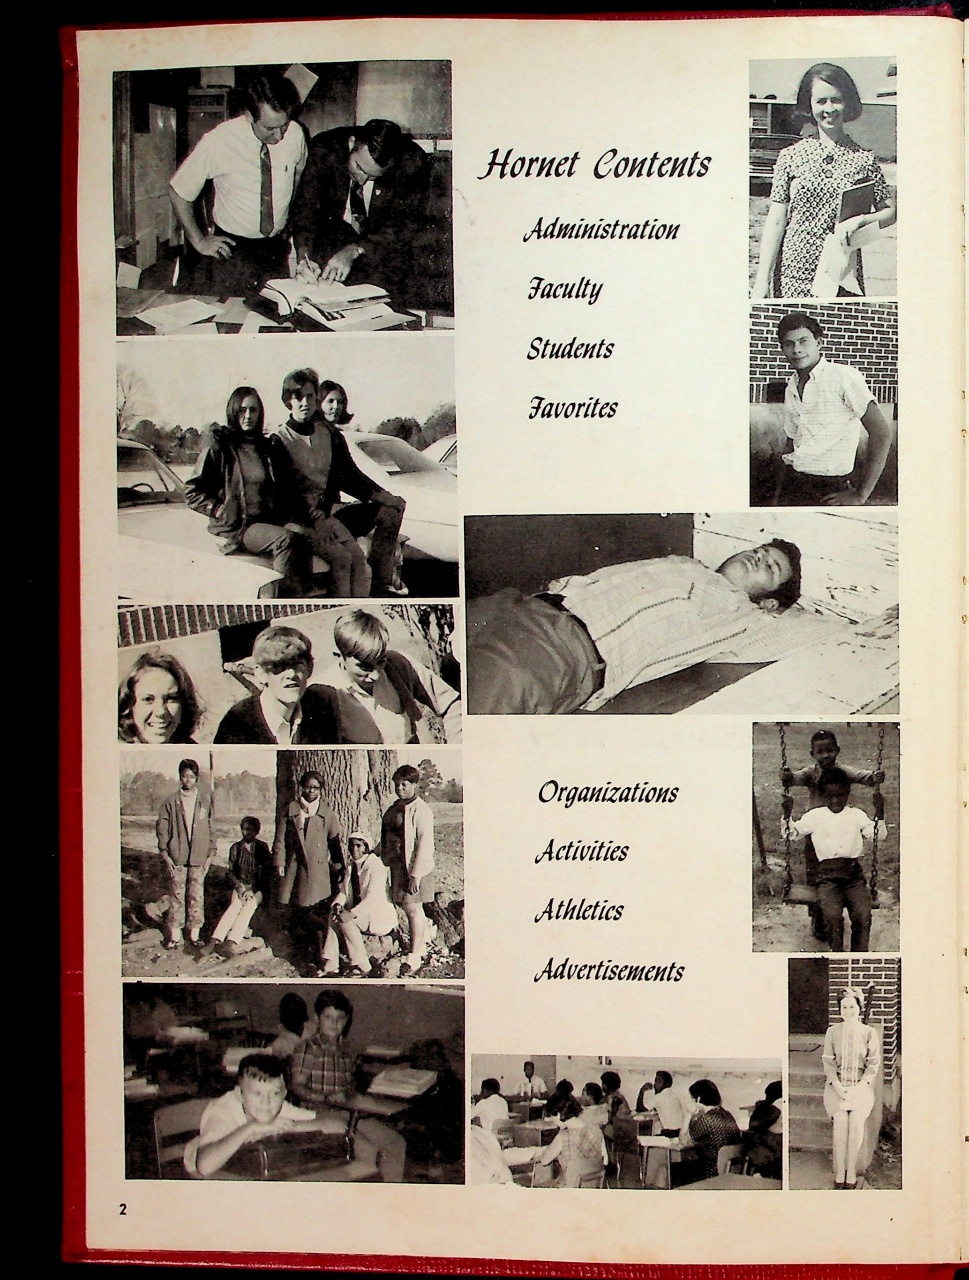 Hornet Contents
Administration
Faculty
Students
Favorites
Organizations
Activities
Athletics
Advertisements
2